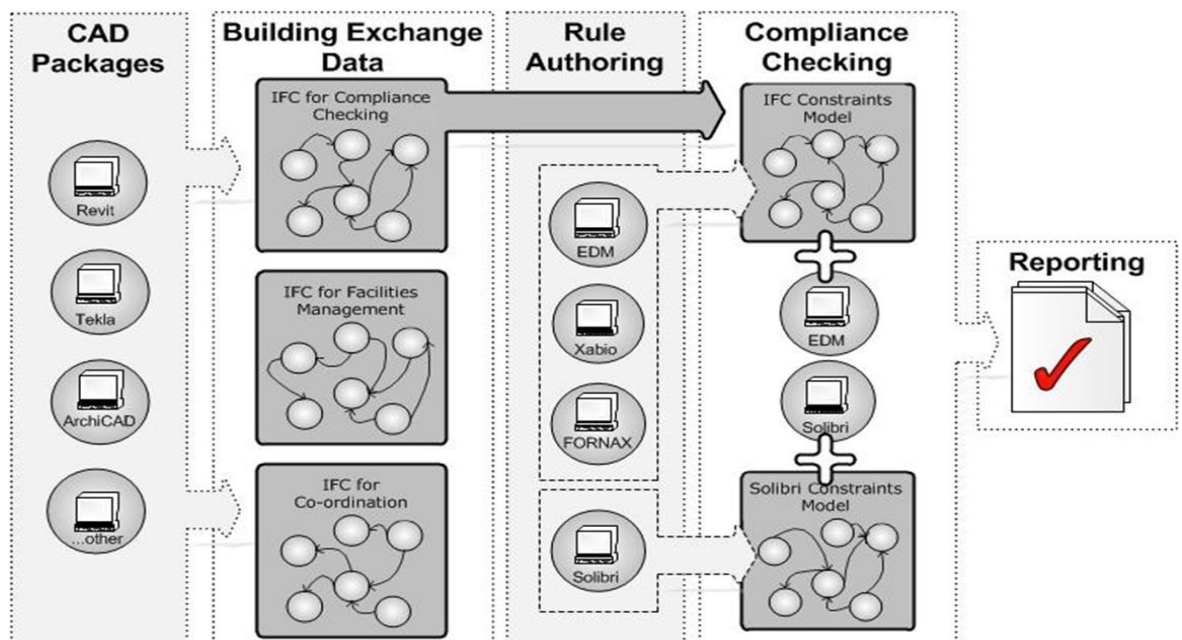 CAD
Packages
Revit
Tekla
ArchiCAD
...other
Building Exchange
Data
IFC for Compliance
Checking
IFC for Facilities
Management
IFC for
Co-ordination
Rule
Authoring
EDM
Xabio
FORNAX
Solibri
Compliance
Checking
IFC Constraints
Model
EDM
Solibri
Solibri Constraints
Model
Reporting